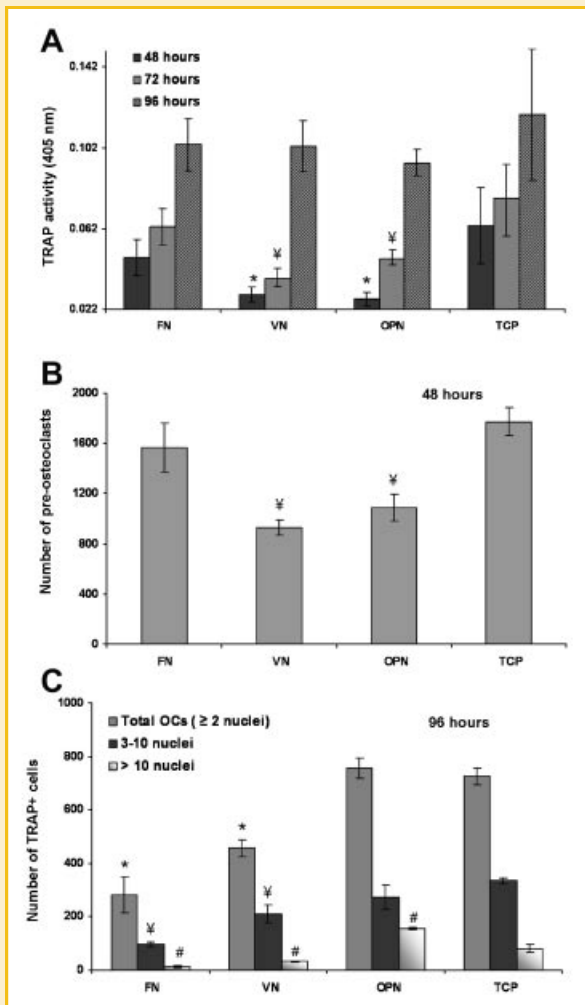 A
TRAP activity (405 nm)
0.142
0.102
0.062
0.022
48 hours
72 hours
96 hours
* ¥ * ¥
FN VN OPN TCP
B
48 hours
Number of pre-osteoclasts
2000
1600
1200
800
400
0
¥ ¥
FN VN OPN TCP
C
96 hours
Number of TRAP+ cells
1000
800
600
400
200
0
Total OCs ( ≥ 2 nuclei)
3-10 nuclei
> 10 nuclei
* ¥ # * ¥ # #
FN VN OPN TCP